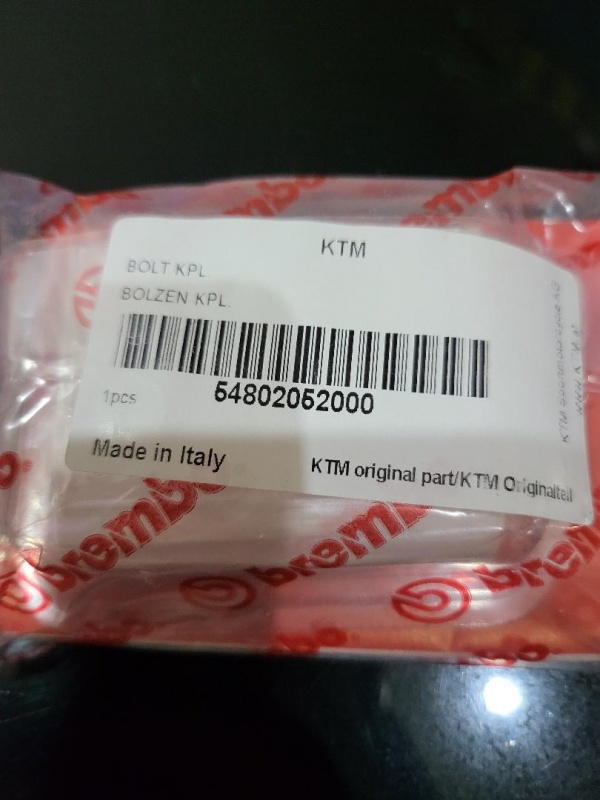 brembo
KTM
BOLT KPL.
BOLZEN KPL.
54802052000
1pcs
Made in Italy
KTM original part/KTM Originalteil
brembo
brembo
brembo